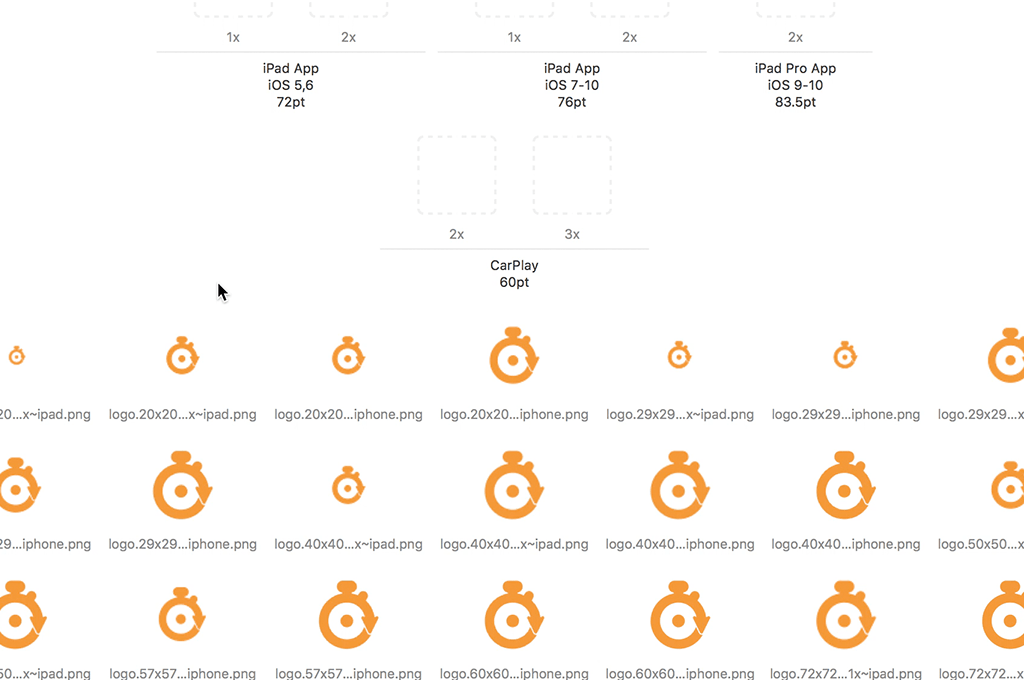 1x 2x 1x 2x 2x
iPad App iPad App iPad Pro App
iOS 5,6 iOS 7-10 iOS 9-10
72pt 76pt 83.5pt
2x 3x
CarPlay
60pt
20...x~ipad.png logo.20x20...x~ipad.png logo.20x20...iphone.png logo.20x20...iphone.png logo.29x29...x~ipad.png logo.29x29...iphone.png logo.29x29...x
29...iphone.png logo.29x29...iphone.png logo.40x40...x~ipad.png logo.40x40...x~ipad.png logo.40x40...iphone.png logo.40x40...iphone.png logo.50x50...x
50...x~ipad.png logo.57x57...iphone.png logo.57x57...iphone.png logo.60x60...iphone.png logo.60x60...iphone.png logo.72x72...1x~ipad.png logo.72x72...x